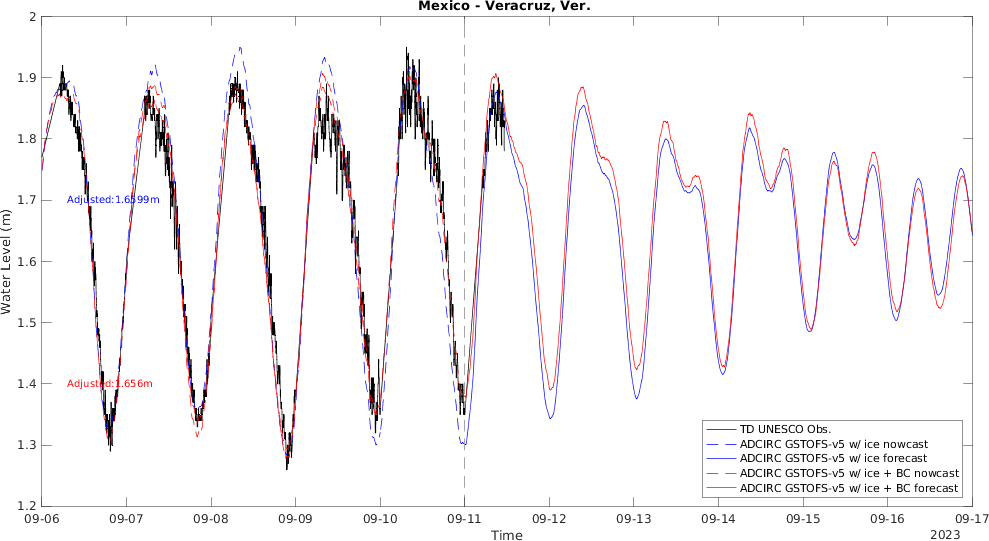 Mexico - Veracruz, Ver.
2
1.9
1.8
1.7
1.6
1.5
1.4
1.3
1.2
Water Level (m)
Adjusted:1.6599m
Adjusted:1.656m
TD UNESCO Obs.
ADCIRC GSTOFS-v5 w/ ice nowcast
ADCIRC GSTOFS-v5 w/ ice forecast
ADCIRC GSTOFS-v5 w/ ice + BC nowcast
ADCIRC GSTOFS-v5 w/ ice + BC forecast
09-06 09-07 09-08 09-09 09-10 09-11 09-12 09-13 09-14 09-15 09-16 09-17
Time
2023